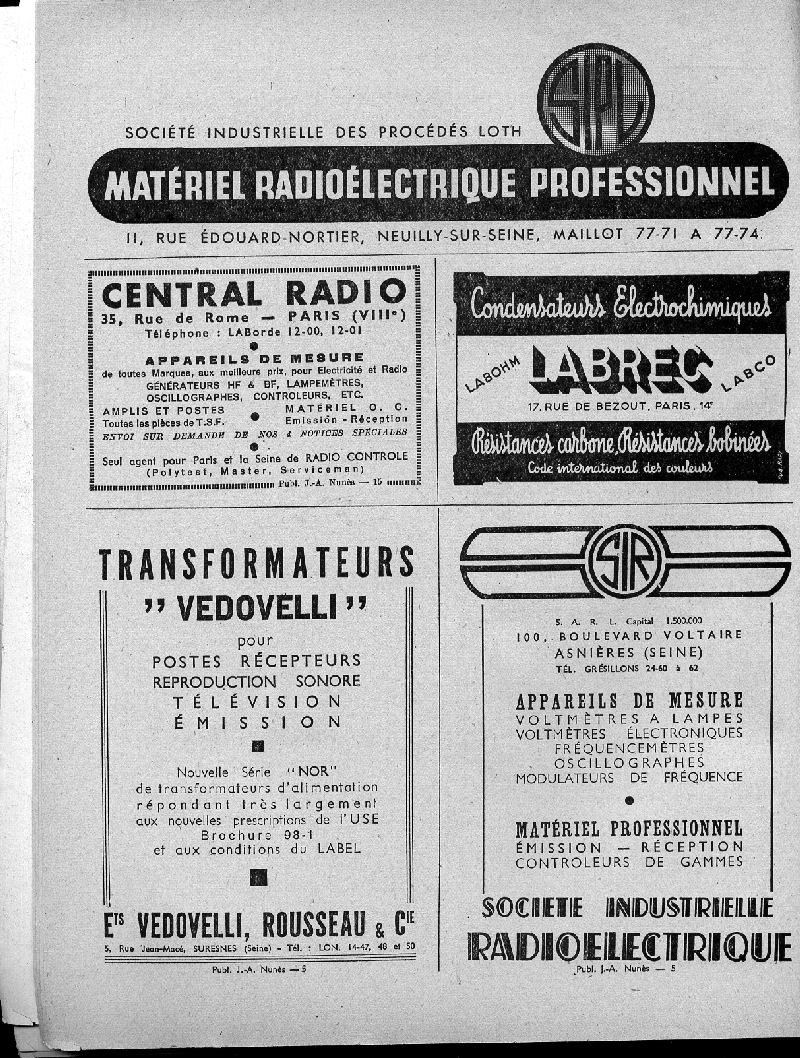 SIPL
SOCIÉTÉ INDUSTRIELLE DES PROCÉDÉS LOTH
MATÉRIEL RADIOÉLECTRIQUE PROFESSIONNEL
11, RUE ÉDOUARD-NORTIER, NEUILLY-SUR-SEINE, MAILLOT 77-71 A 77-74.
CENTRAL RADIO
35, Rue de Rome — PARIS (VIIIe)
Téléphone : LABorde 12-00, 12-01
APPAREILS DE MESURE
de toutes Marques, aux meilleurs prix, pour Electricité et Radio
GÉNÉRATEURS HF & BF, LAMPEMÈTRES,
OSCILLOGRAPHES, CONTROLEURS, ETC.
AMPLIS ET POSTES
Toutes les pièces de T.S.F.
MATÉRIEL O. C.
Emission - Réception
ENVOI SUR DEMANDE DE NOS 4 NOTICES SPÉCIALES
Seul agent pour Paris et la Seine de RADIO CONTROLE
(Polytest, Master, Serviceman)
Publ. J.-A. Nunès — 15
Condensateurs Électrochimiques
LABOHM LABREC LABCO
17, RUE DE BEZOUT, PARIS, 14e
Résistances carbone, Résistances bobinées
Code international des couleurs
TRANSFORMATEURS
" VEDOVELLI "
pour
POSTES RÉCEPTEURS
REPRODUCTION SONORE
TÉLÉVISION
ÉMISSION
Nouvelle Série "NOR"
de transformateurs d'alimentation
répondant très largement
aux nouvelles prescriptions de l'USE
Brochure 98-1
et aux conditions du LABEL
ETS VEDOVELLI, ROUSSEAU & CIE
5, Rue Jean-Macé, SURESNES (Seine) - Tél. : LON. 14-47, 48 et 50
Publ. J.-A. Nunès — 5
SIR
S. A. R. L. Capital 1.500.000
100, BOULEVARD VOLTAIRE
ASNIÈRES (SEINE)
TÉL. GRÉSILLONS 24-60 à 62
APPAREILS DE MESURE
VOLTMÈTRES A LAMPES
VOLTMÈTRES ÉLECTRONIQUES
FRÉQUENCEMÈTRES
OSCILLOGRAPHES
MODULATEURS DE FRÉQUENCE
MATÉRIEL PROFESSIONNEL
ÉMISSION — RÉCEPTION
CONTROLEURS DE GAMMES
SOCIETE INDUSTRIELLE
RADIOELECTRIQUE
Publ. J.-A. Nunès — 5